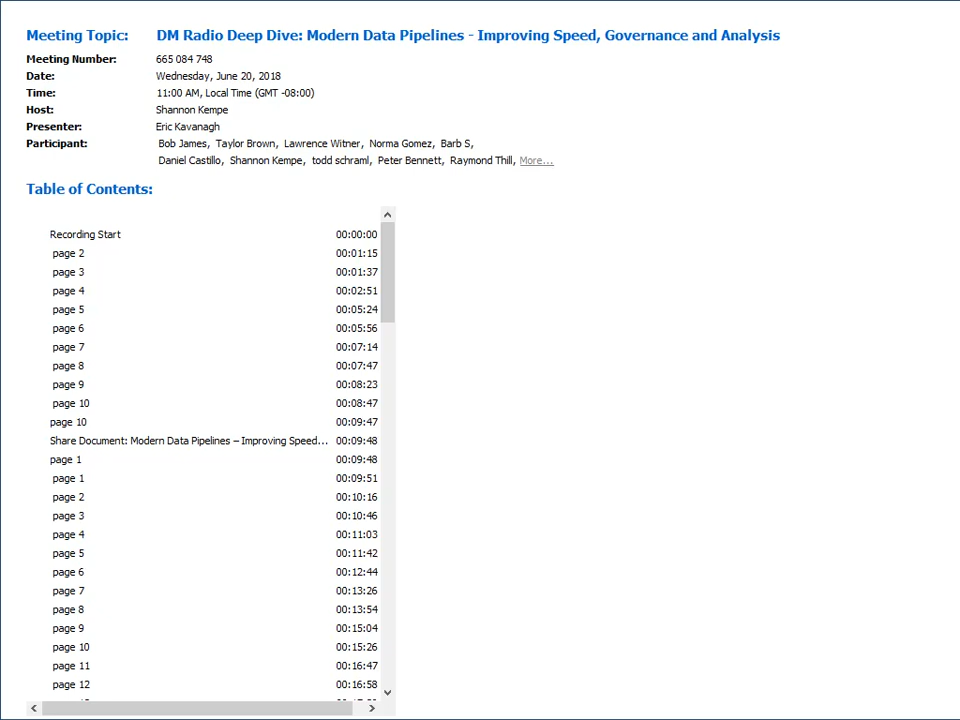 Meeting Topic: DM Radio Deep Dive: Modern Data Pipelines - Improving Speed, Governance and Analysis
Meeting Number: 665 084 748
Date: Wednesday, June 20, 2018
Time: 11:00 AM, Local Time (GMT -08:00)
Host: Shannon Kempe
Presenter: Eric Kavanagh
Participant: Bob James, Taylor Brown, Lawrence Witner, Norma Gomez, Barb S,
Daniel Castillo, Shannon Kempe, todd schraml, Peter Bennett, Raymond Thill, More...
Table of Contents:
Recording Start 00:00:00
page 2 00:01:15
page 3 00:01:37
page 4 00:02:51
page 5 00:05:24
page 6 00:05:56
page 7 00:07:14
page 8 00:07:47
page 9 00:08:23
page 10 00:08:47
page 10 00:09:47
Share Document: Modern Data Pipelines – Improving Speed... 00:09:48
page 1 00:09:48
page 1 00:09:51
page 2 00:10:16
page 3 00:10:46
page 4 00:11:03
page 5 00:11:42
page 6 00:12:44
page 7 00:13:26
page 8 00:13:54
page 9 00:15:04
page 10 00:15:26
page 11 00:16:47
page 12 00:16:58